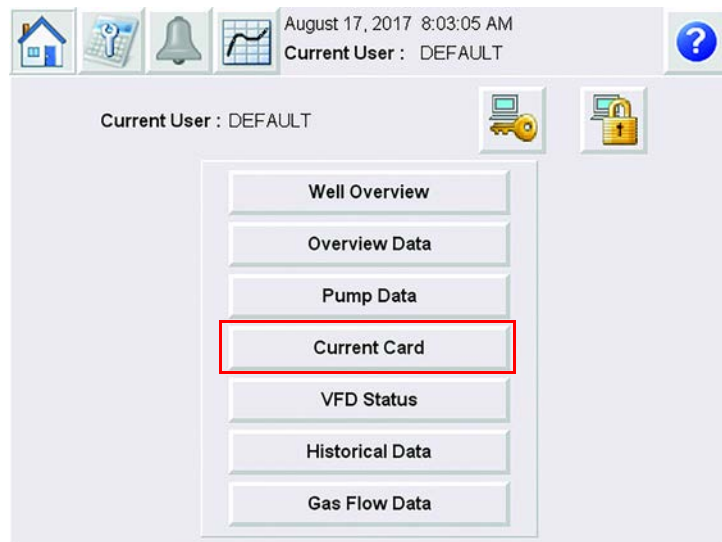 August 17, 2017 8:03:05 AM
Current User : DEFAULT
?
Current User : DEFAULT
Well Overview
Overview Data
Pump Data
Current Card
VFD Status
Historical Data
Gas Flow Data